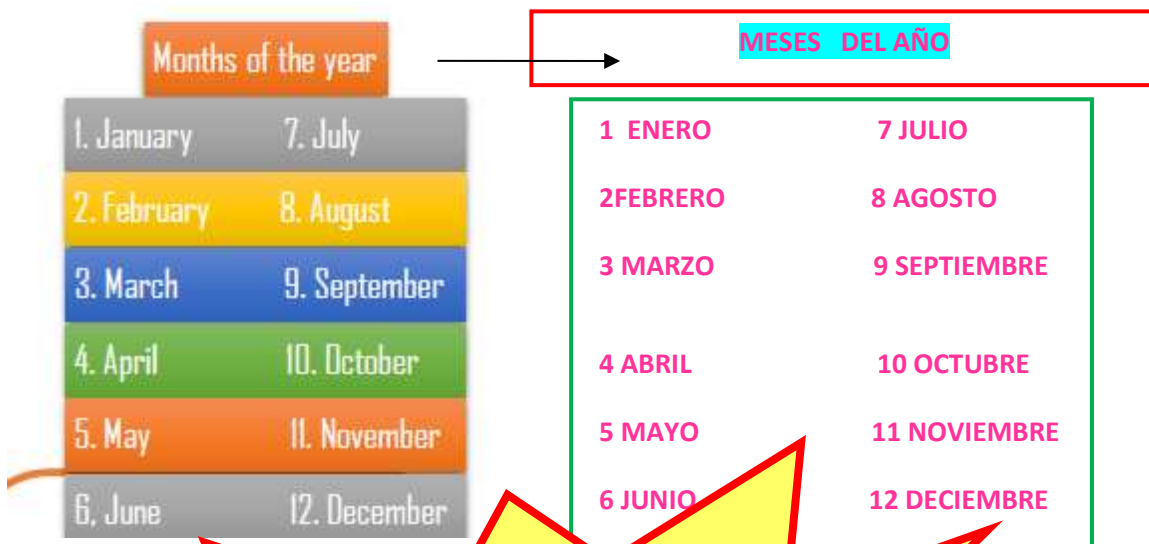 Months of the year
1. January 7. July
2. February 8. August
3. March 9. September
4. April 10. October
5. May 11. November
6, June 12. December
MESES DEL AÑO
1 ENERO 7 JULIO
2FEBRERO 8 AGOSTO
3 MARZO 9 SEPTIEMBRE
4 ABRIL 10 OCTUBRE
5 MAYO 11 NOVIEMBRE
6 JUNIO 12 DECIEMBRE